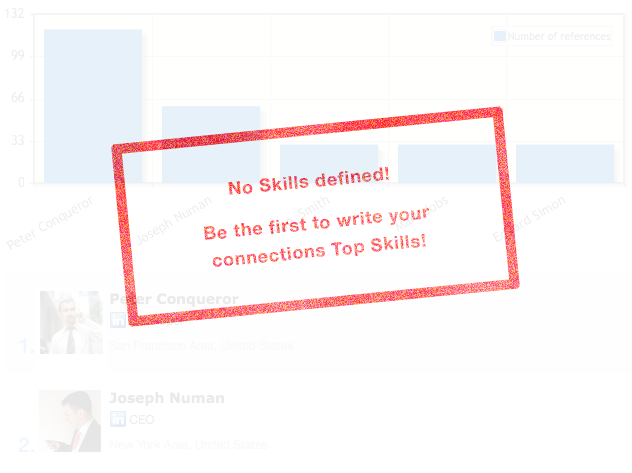 132
99
66
33
0
Number of references
Peter Conqueror
Joseph Numan
Smith
Edward Simon
No Skills defined!
Be the first to write your
connections Top Skills!
1.
Peter Conqueror
in
San Francisco Area, United States
2.
Joseph Numan
in CEO
New York Area, United States